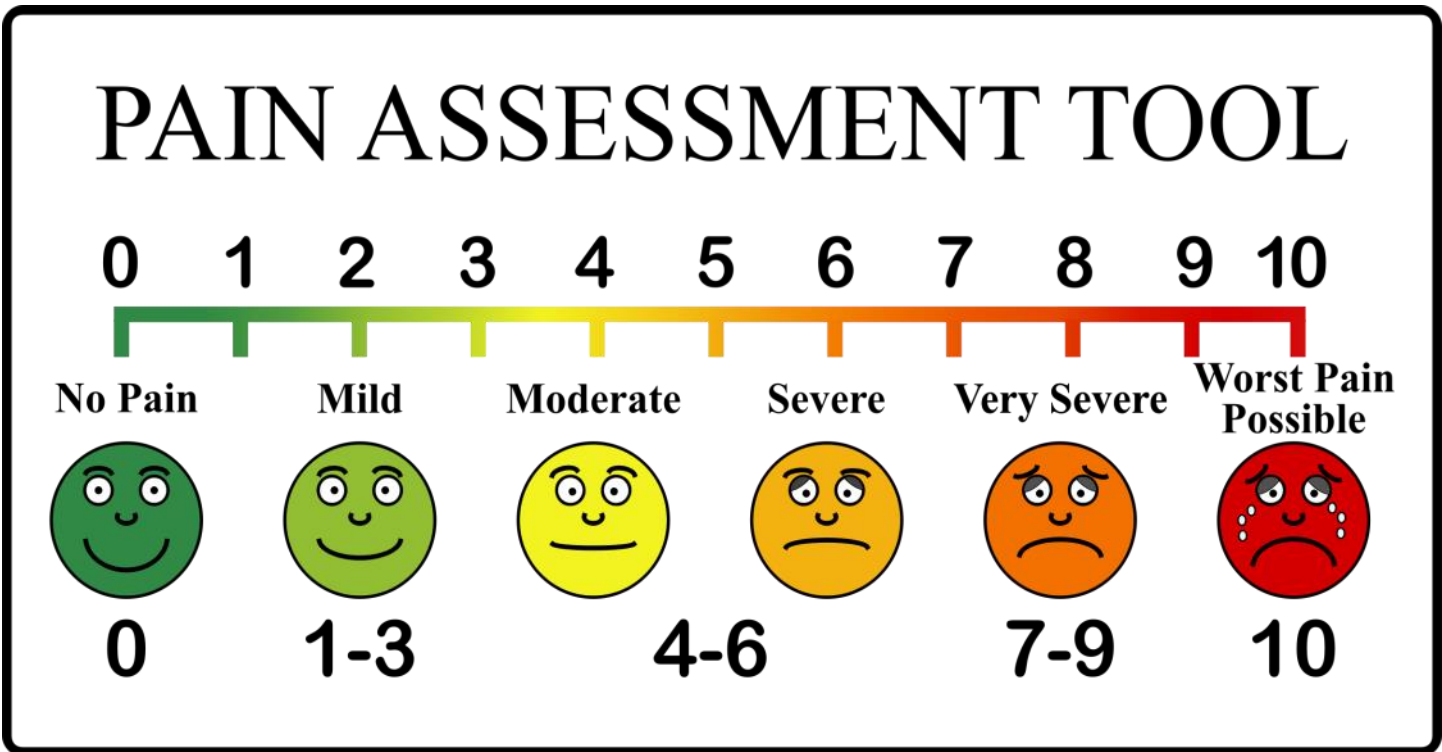 PAIN ASSESSMENT TOOL
0 1 2 3 4 5 6 7 8 9 10
No Pain Mild Moderate Severe Very Severe Worst Pain Possible
0 1-3 4-6 7-9 10